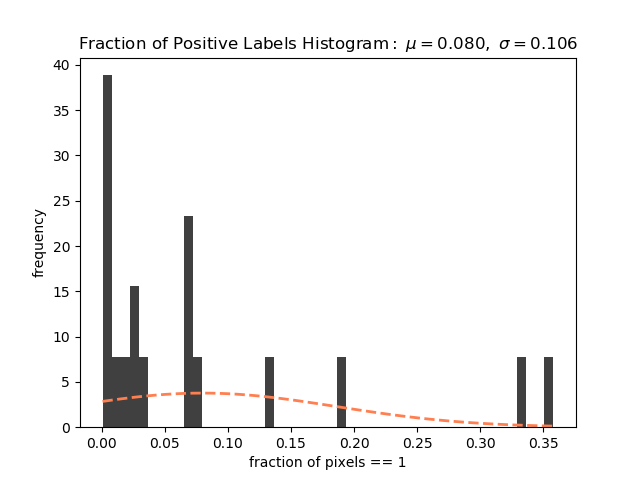 Fraction of Positive Labels Histogram: μ = 0.080, σ = 0.106
40
35
30
25
20
15
10
5
0
frequency
0.00 0.05 0.10 0.15 0.20 0.25 0.30 0.35
fraction of pixels == 1